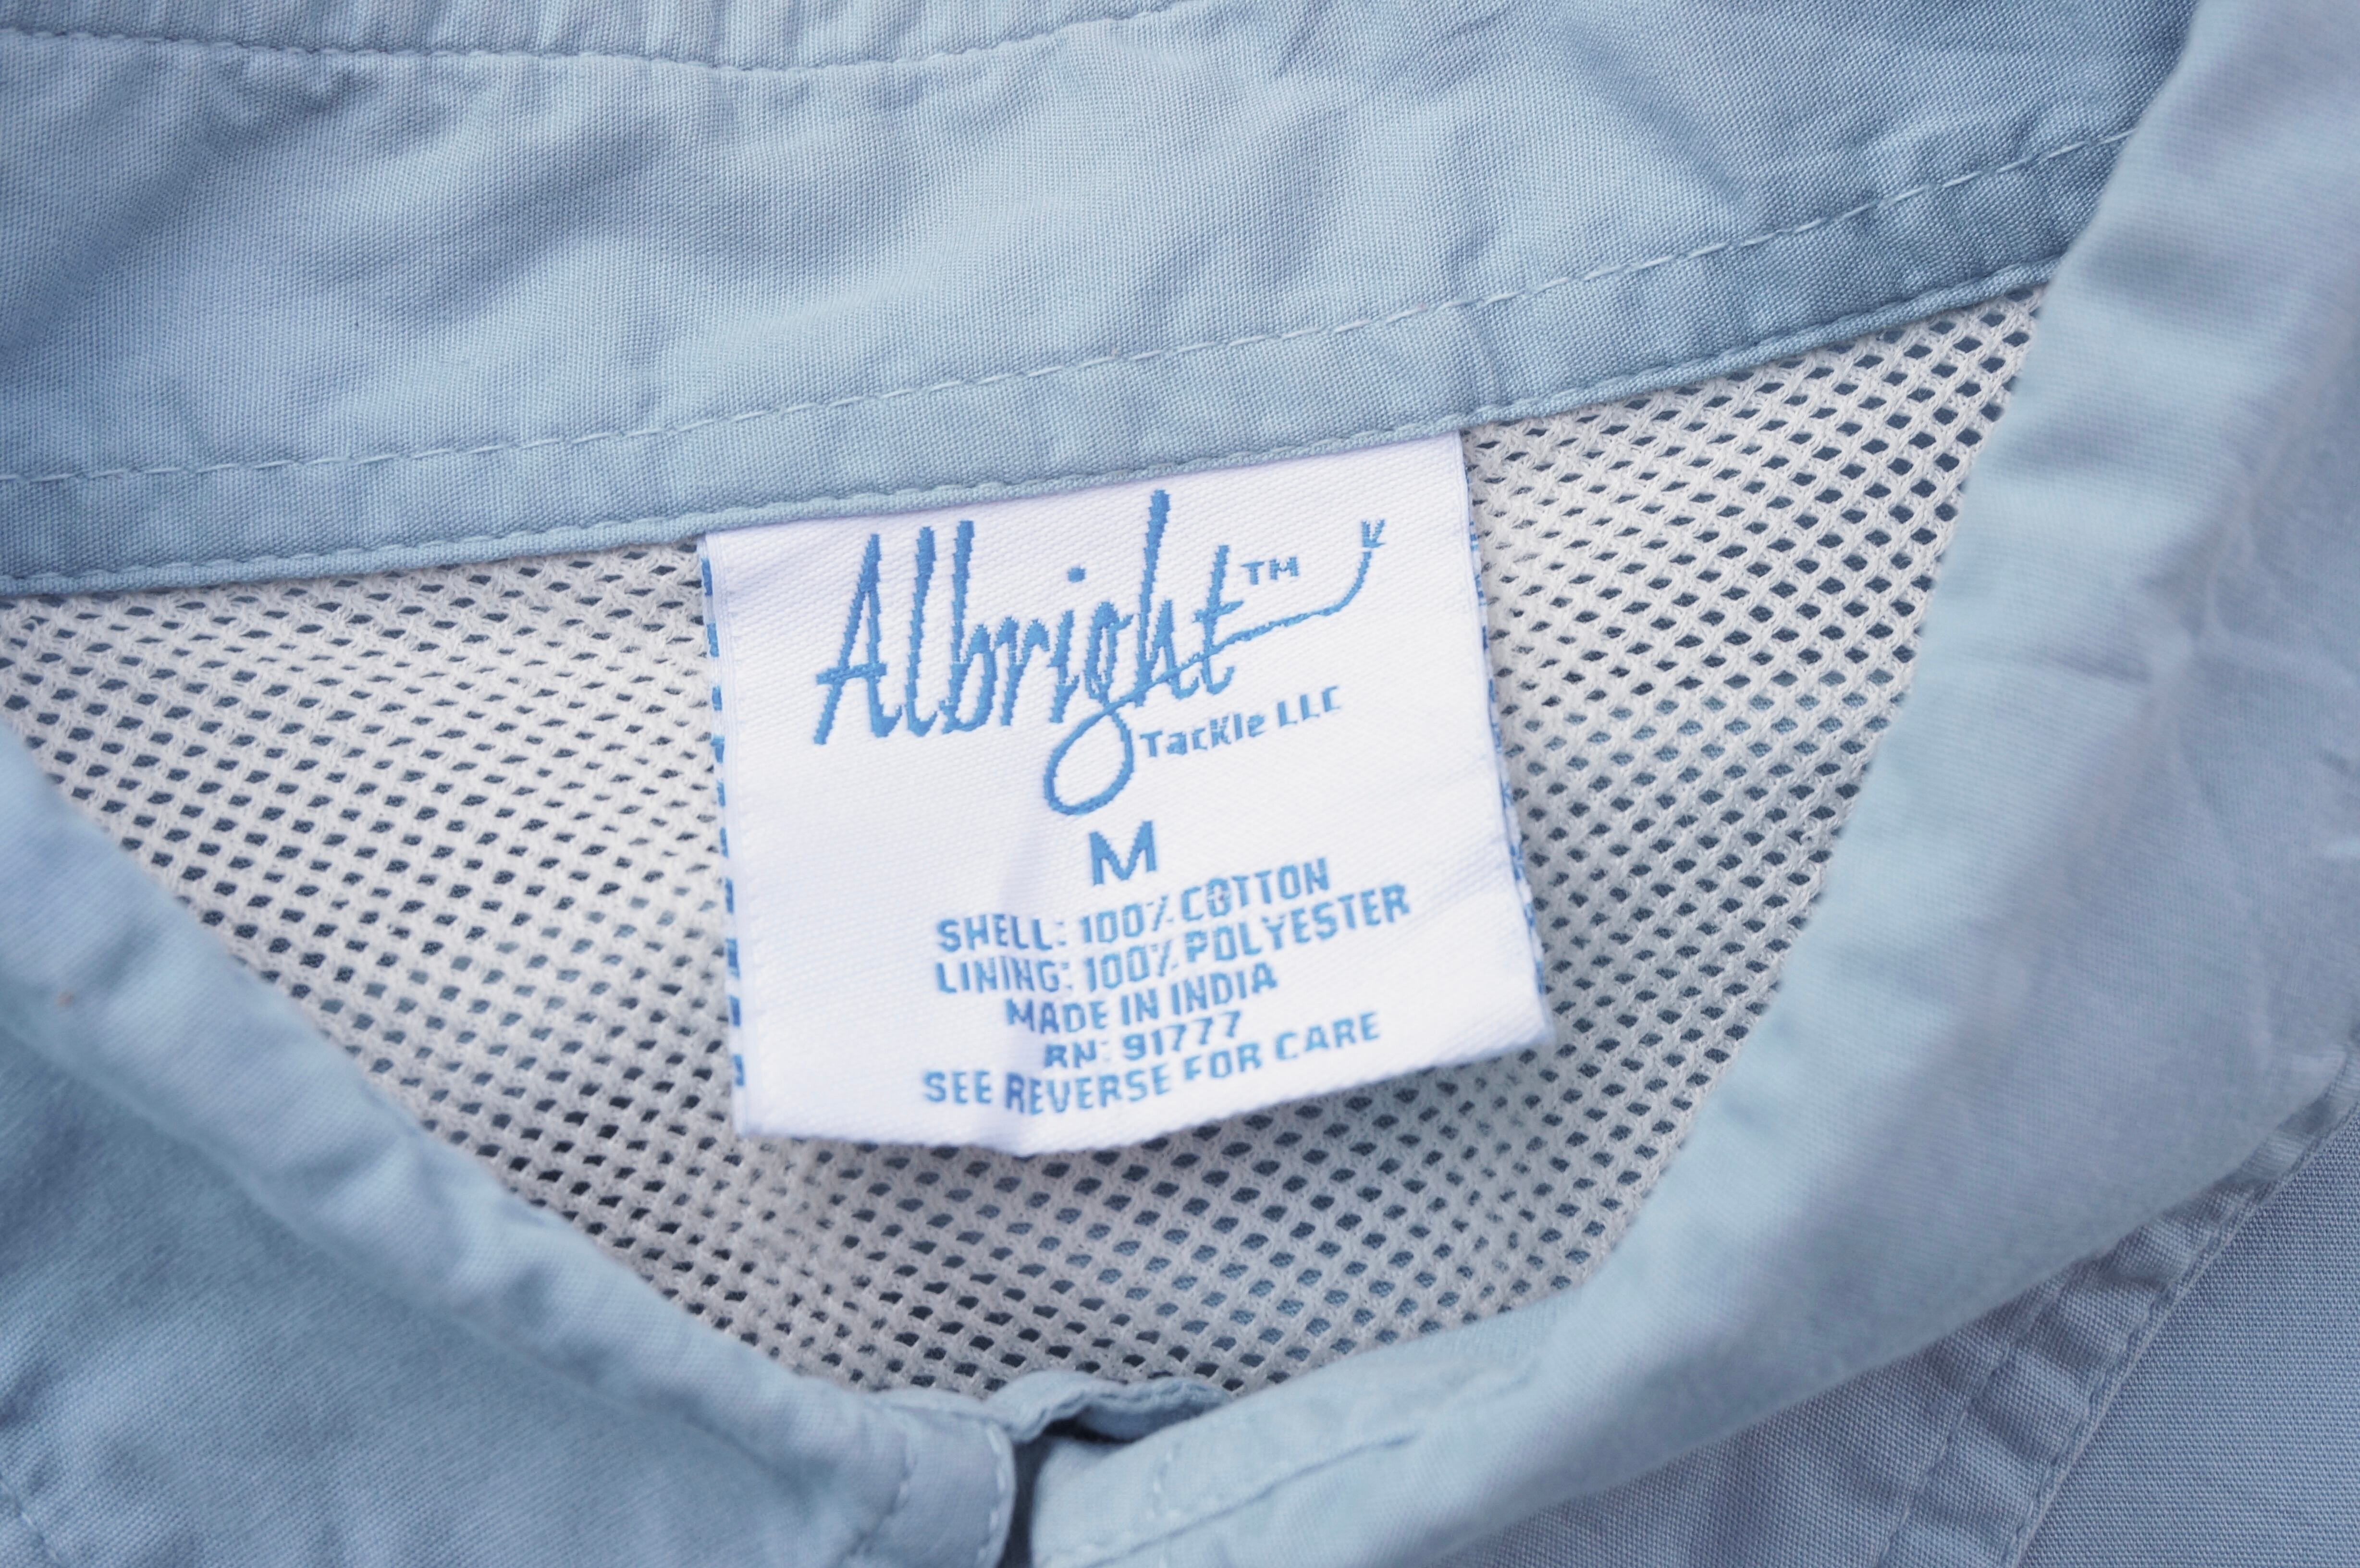 Albright™
Tackle LLC
M
SHELL: 100% COTTON
LINING: 100% POLYESTER
MADE IN INDIA
RN: 91777
SEE REVERSE FOR CARE